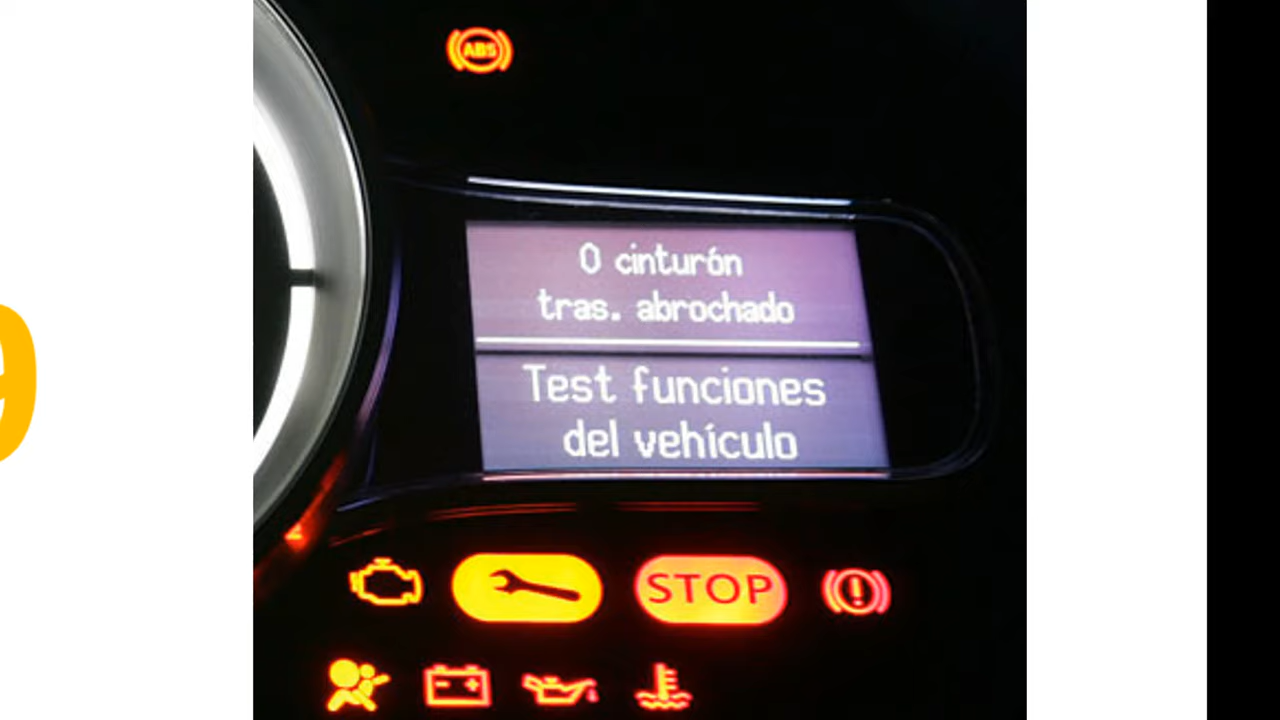 ABS
0 cinturón
tras. abrochado
Test funciones
del vehículo
STOP